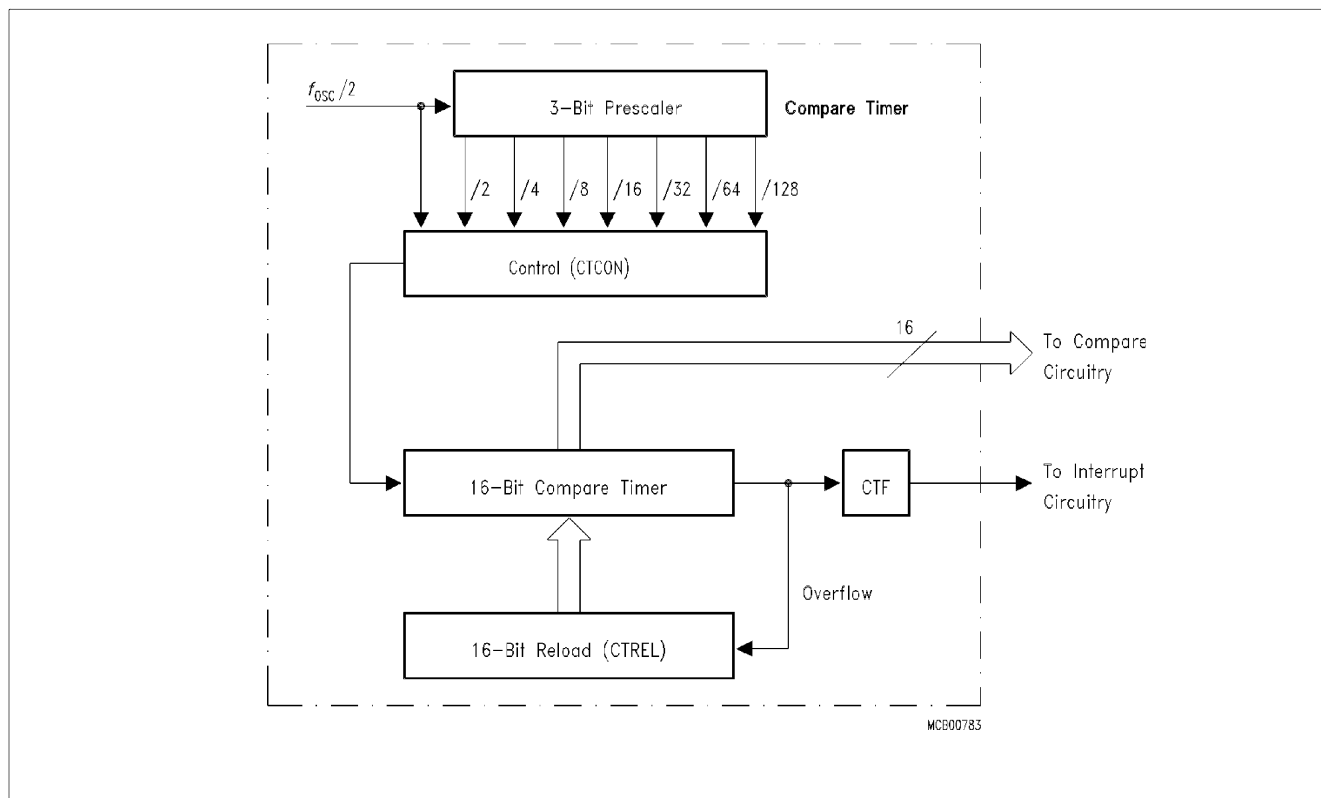 fOSC/2
3-Bit Prescaler
Compare Timer
/2
/4
/8
/16
/32
/64
/128
Control (CTCON)
16
To Compare
Circuitry
16-Bit Compare Timer
CTF
To Interrupt
Circuitry
Overflow
16-Bit Reload (CTREL)
MCB00783